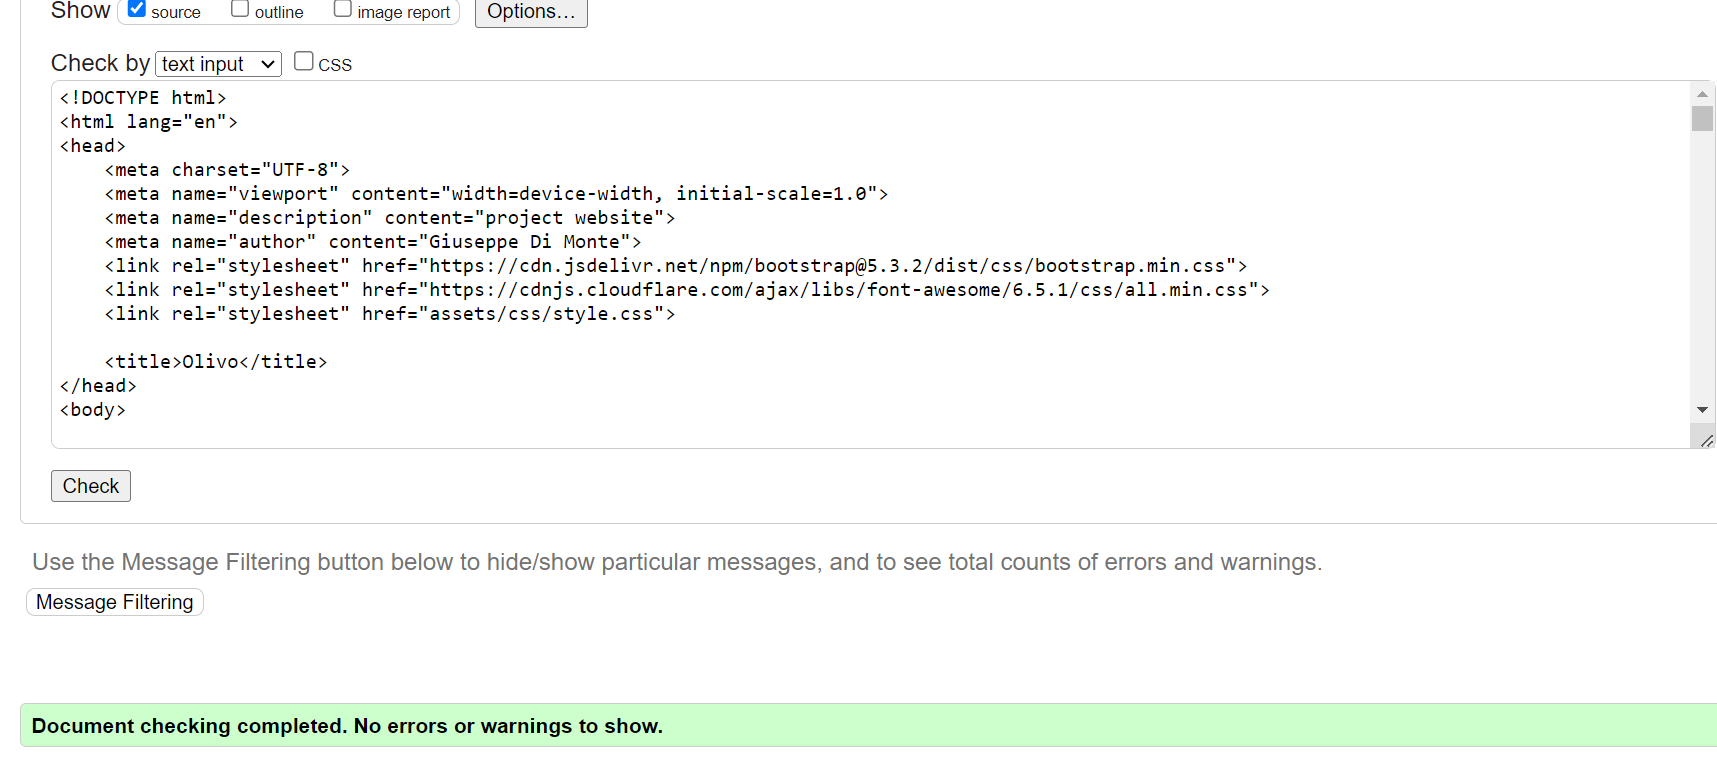 Show source outline image report Options...
Check by text input CSS
<!DOCTYPE html>
<html lang="en">
<head>
    <meta charset="UTF-8">
    <meta name="viewport" content="width=device-width, initial-scale=1.0">
    <meta name="description" content="project website">
    <meta name="author" content="Giuseppe Di Monte">
    <link rel="stylesheet" href="https://cdn.jsdelivr.net/npm/bootstrap@5.3.2/dist/css/bootstrap.min.css">
    <link rel="stylesheet" href="https://cdnjs.cloudflare.com/ajax/libs/font-awesome/6.5.1/css/all.min.css">
    <link rel="stylesheet" href="assets/css/style.css">
    <title>Olivo</title>
</head>
<body>
Check
Use the Message Filtering button below to hide/show particular messages, and to see total counts of errors and warnings.
Message Filtering
Document checking completed. No errors or warnings to show.